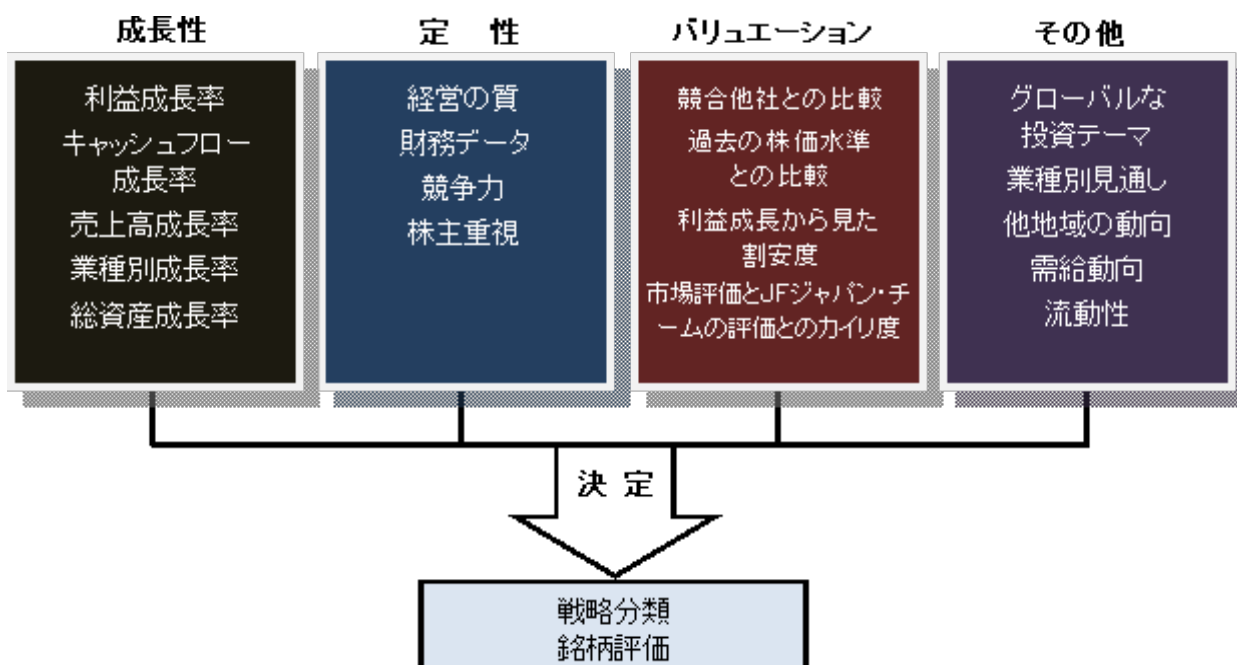 成長性
利益成長率
キャッシュフロー
成長率
売上高成長率
業種別成長率
総資産成長率
定 性
経営の質
財務データ
競争力
株主重視
バリュエーション
競合他社との比較
過去の株価水準
との比較
利益成長から見た
割安度
市場評価とJFジャパン・チ
ームの評価とのカイリ度
その他
グローバルな
投資テーマ
業種別見通し
他地域の動向
需給動向
流動性
決 定
戦略分類
銘柄評価